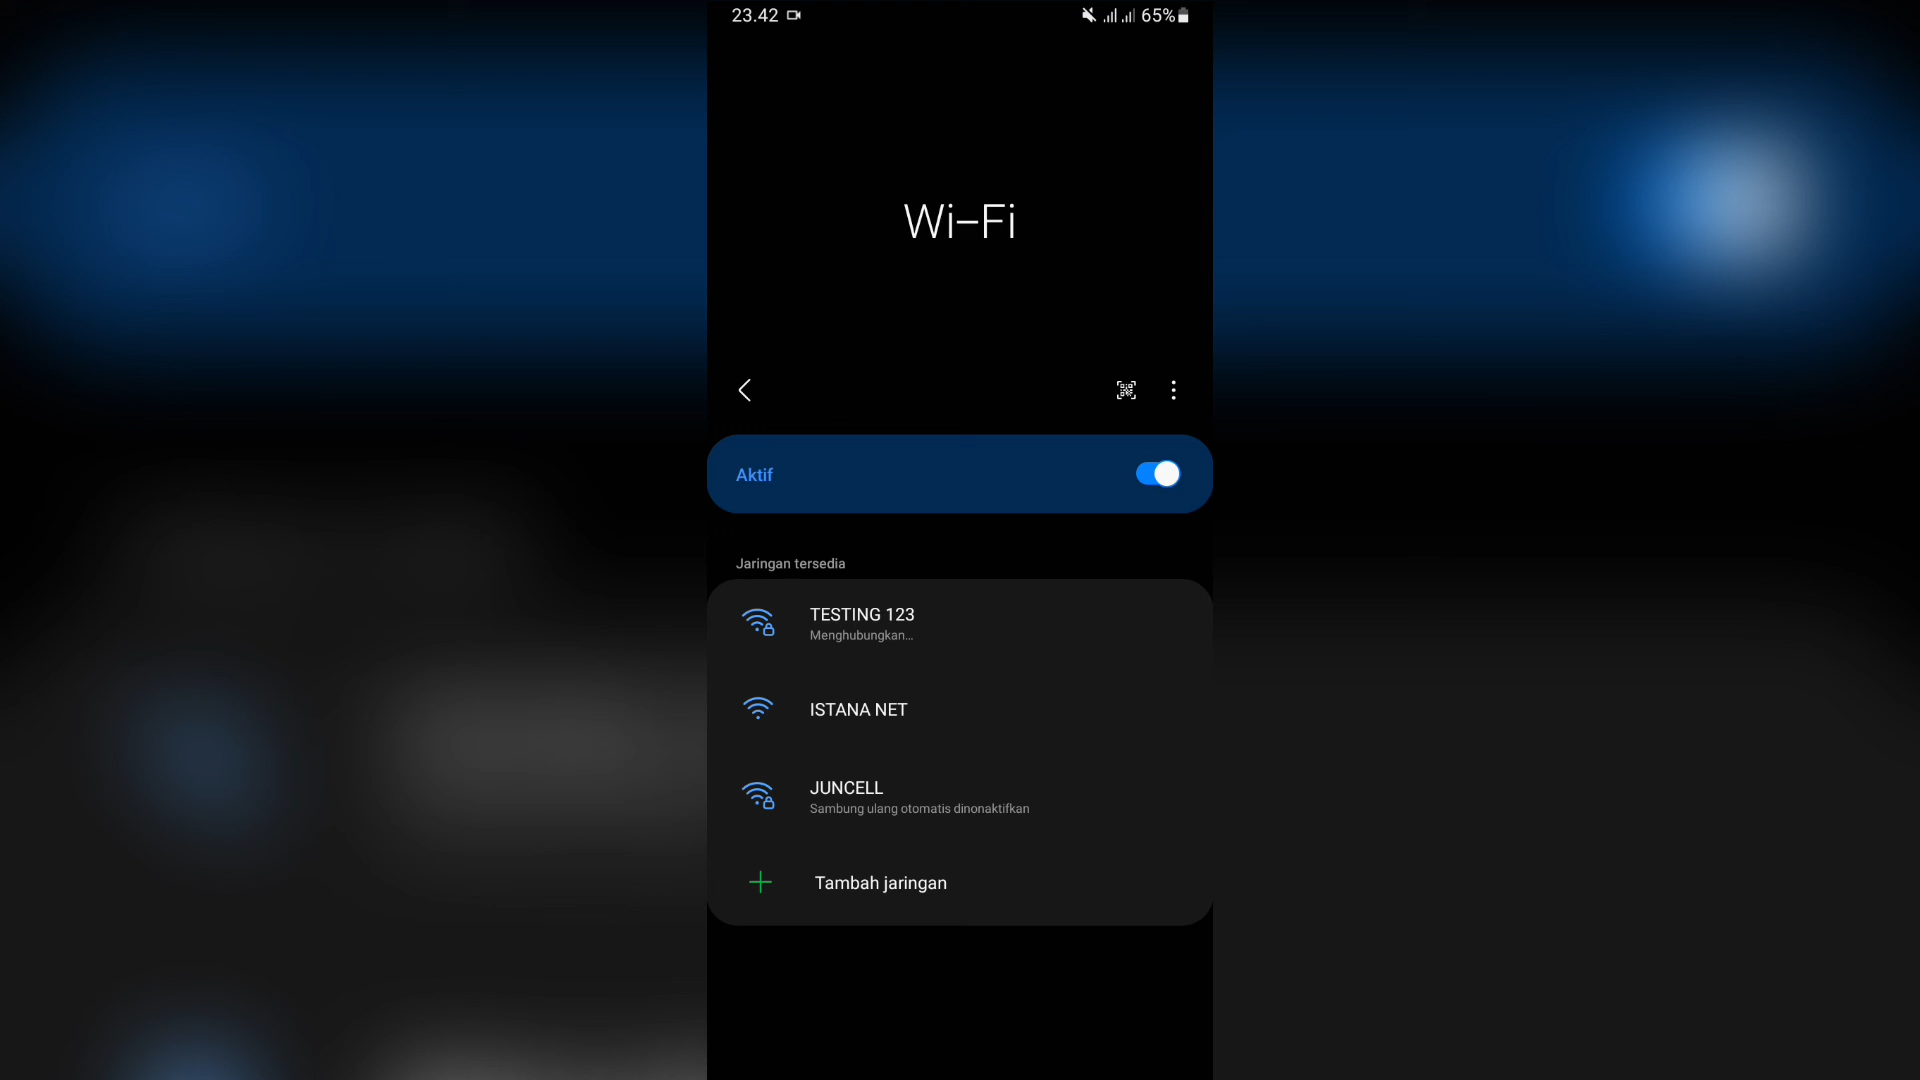 23.42 65%
Wi-Fi
Aktif
Jaringan tersedia
TESTING 123
Menghubungkan...
ISTANA NET
JUNCELL
Sambung ulang otomatis dinonaktifkan
Tambah jaringan